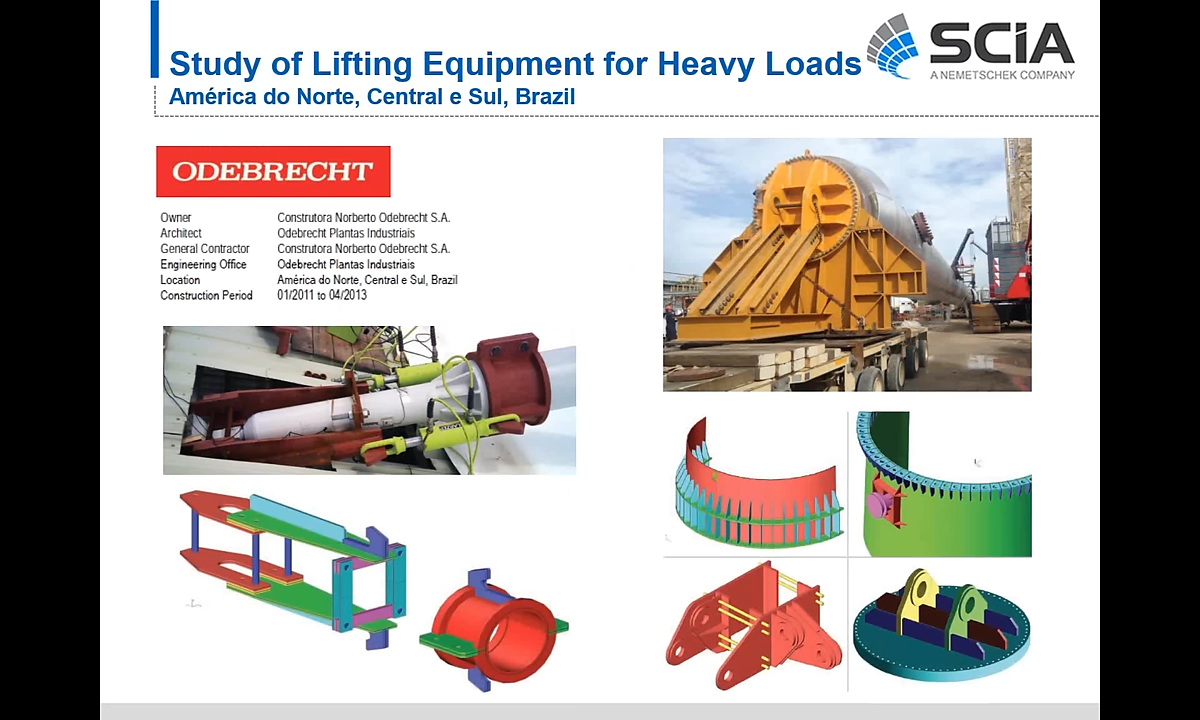 Study of Lifting Equipment for Heavy Loads
América do Norte, Central e Sul, Brazil
SCiA
A NEMETSCHEK COMPANY
ODEBRECHT
Owner Construtora Norberto Odebrecht S.A.
Architect Odebrecht Plantas Industriais
General Contractor Construtora Norberto Odebrecht S.A.
Engineering Office Odebrecht Plantas Industriais
Location América do Norte, Central e Sul, Brazil
Construction Period 01/2011 to 04/2013